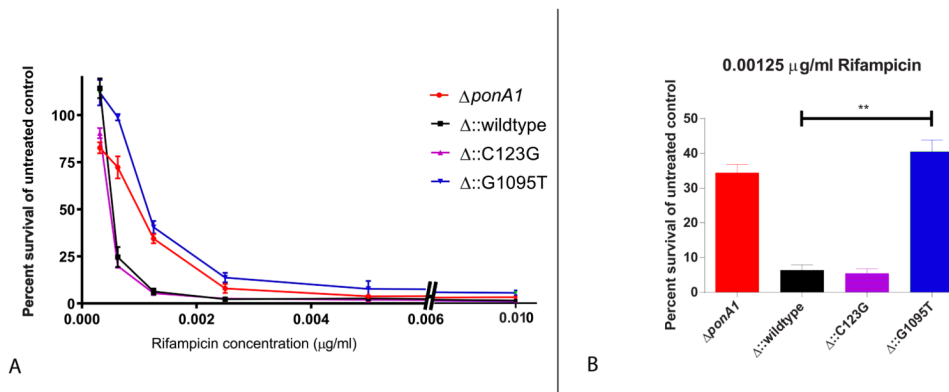 Percent survival of untreated control
100
75
50
25
0
0.000
0.002
0.004
0.006
0.010
Rifampicin concentration (μg/ml)
ΔponA1
Δ::wildtype
Δ::C123G
Δ::G1095T
A
0.00125 μg/ml Rifampicin
**
Percent survival of untreated control
50
40
30
20
10
0
ΔponA1
Δ::wildtype
Δ::C123G
Δ::G1095T
B